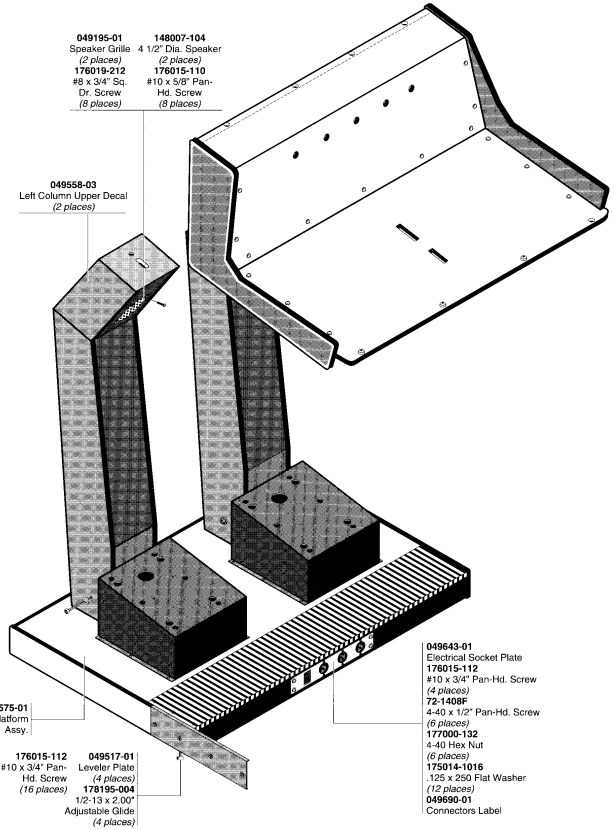 049195-01
Speaker Grille
(2 places)
176019-212
#8 x 3/4" Sq.
Dr. Screw
(8 places)
148007-104
4 1/2" Dia. Speaker
(2 places)
176015-110
#10 x 5/8" Pan-
Hd. Screw
(8 places)
049558-03
Left Column Upper Decal
(2 places)
575-01
latform
Assy.
176015-112
#10 x 3/4" Pan-
Hd. Screw
(16 places)
049517-01
Leveler Plate
(4 places)
178195-004
1/2-13 x 2.00"
Adjustable Glide
(4 places)
049643-01
Electrical Socket Plate
176015-112
#10 x 3/4" Pan-Hd. Screw
(4 places)
72-1408F
4-40 x 1/2" Pan-Hd. Screw
(6 places)
177000-132
4-40 Hex Nut
(6 places)
175014-1016
.125 x 250 Flat Washer
(12 places)
049690-01
Connectors Label